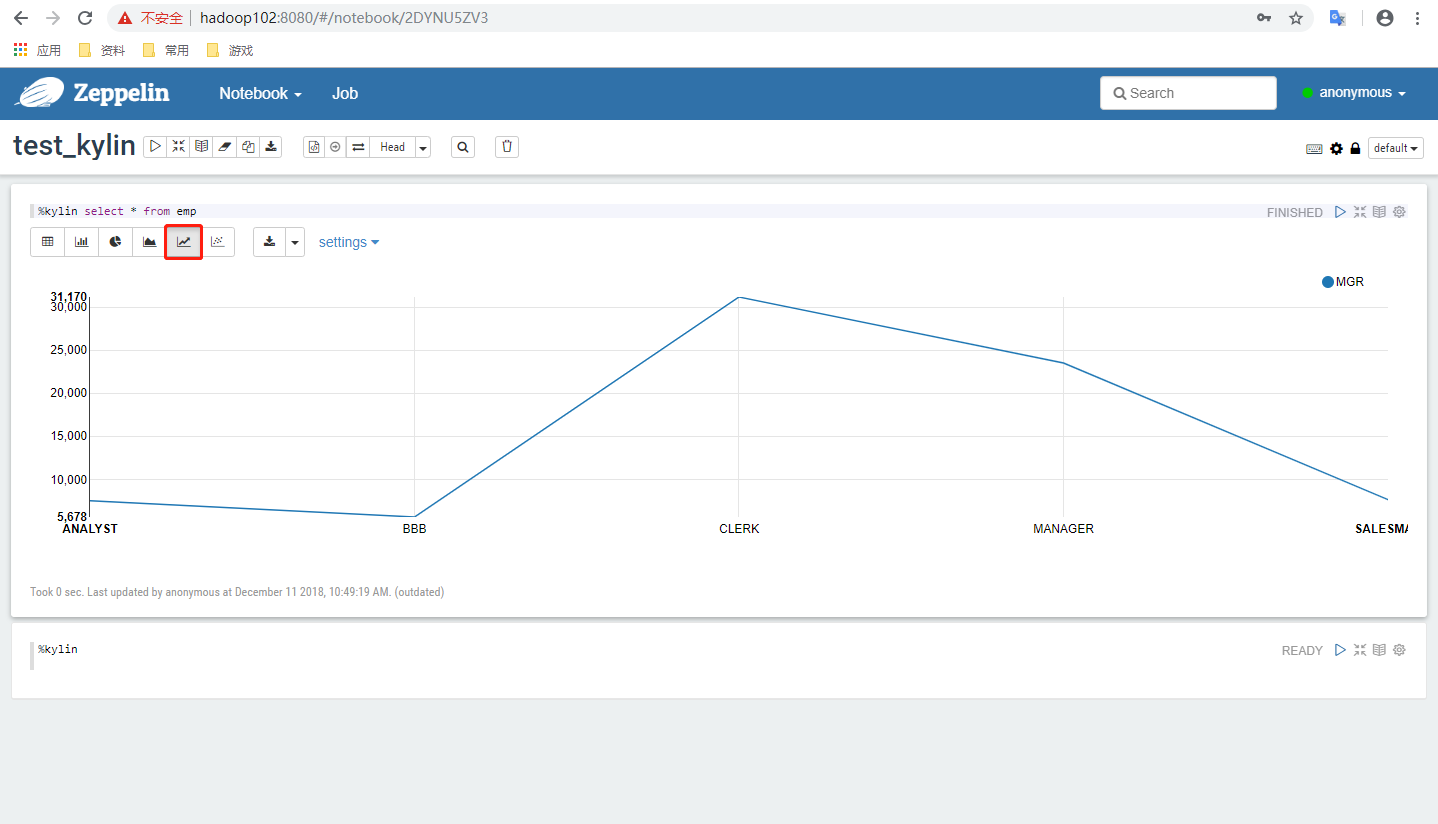 不安全 hadoop102:8080/#/notebook/2DYNU5ZV3
应用 资料 常用 游戏
Zeppelin Notebook Job Search anonymous
test_kylin Head default
%kylin select * from emp FINISHED
settings
MGR
31,170
30,000
25,000
20,000
15,000
10,000
5,678
ANALYST BBB CLERK MANAGER SALESMA
Took 0 sec. Last updated by anonymous at December 11 2018, 10:49:19 AM. (outdated)
%kylin READY